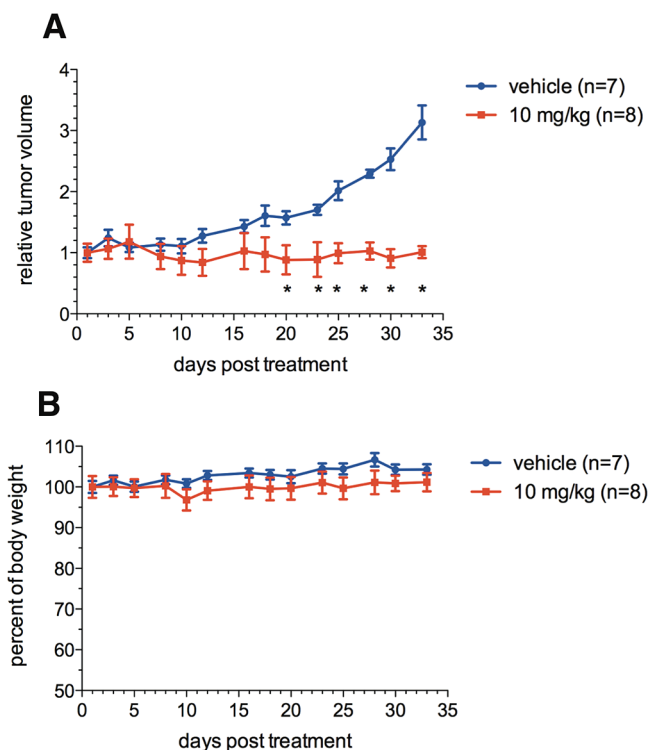 A
4
3
2
1
0
relative tumor volume
0 5 10 15 20 25 30 35
days post treatment
* * * * * *
vehicle (n=7)
10 mg/kg (n=8)
B
110
100
90
80
70
60
50
percent of body weight
0 5 10 15 20 25 30 35
days post treatment
vehicle (n=7)
10 mg/kg (n=8)